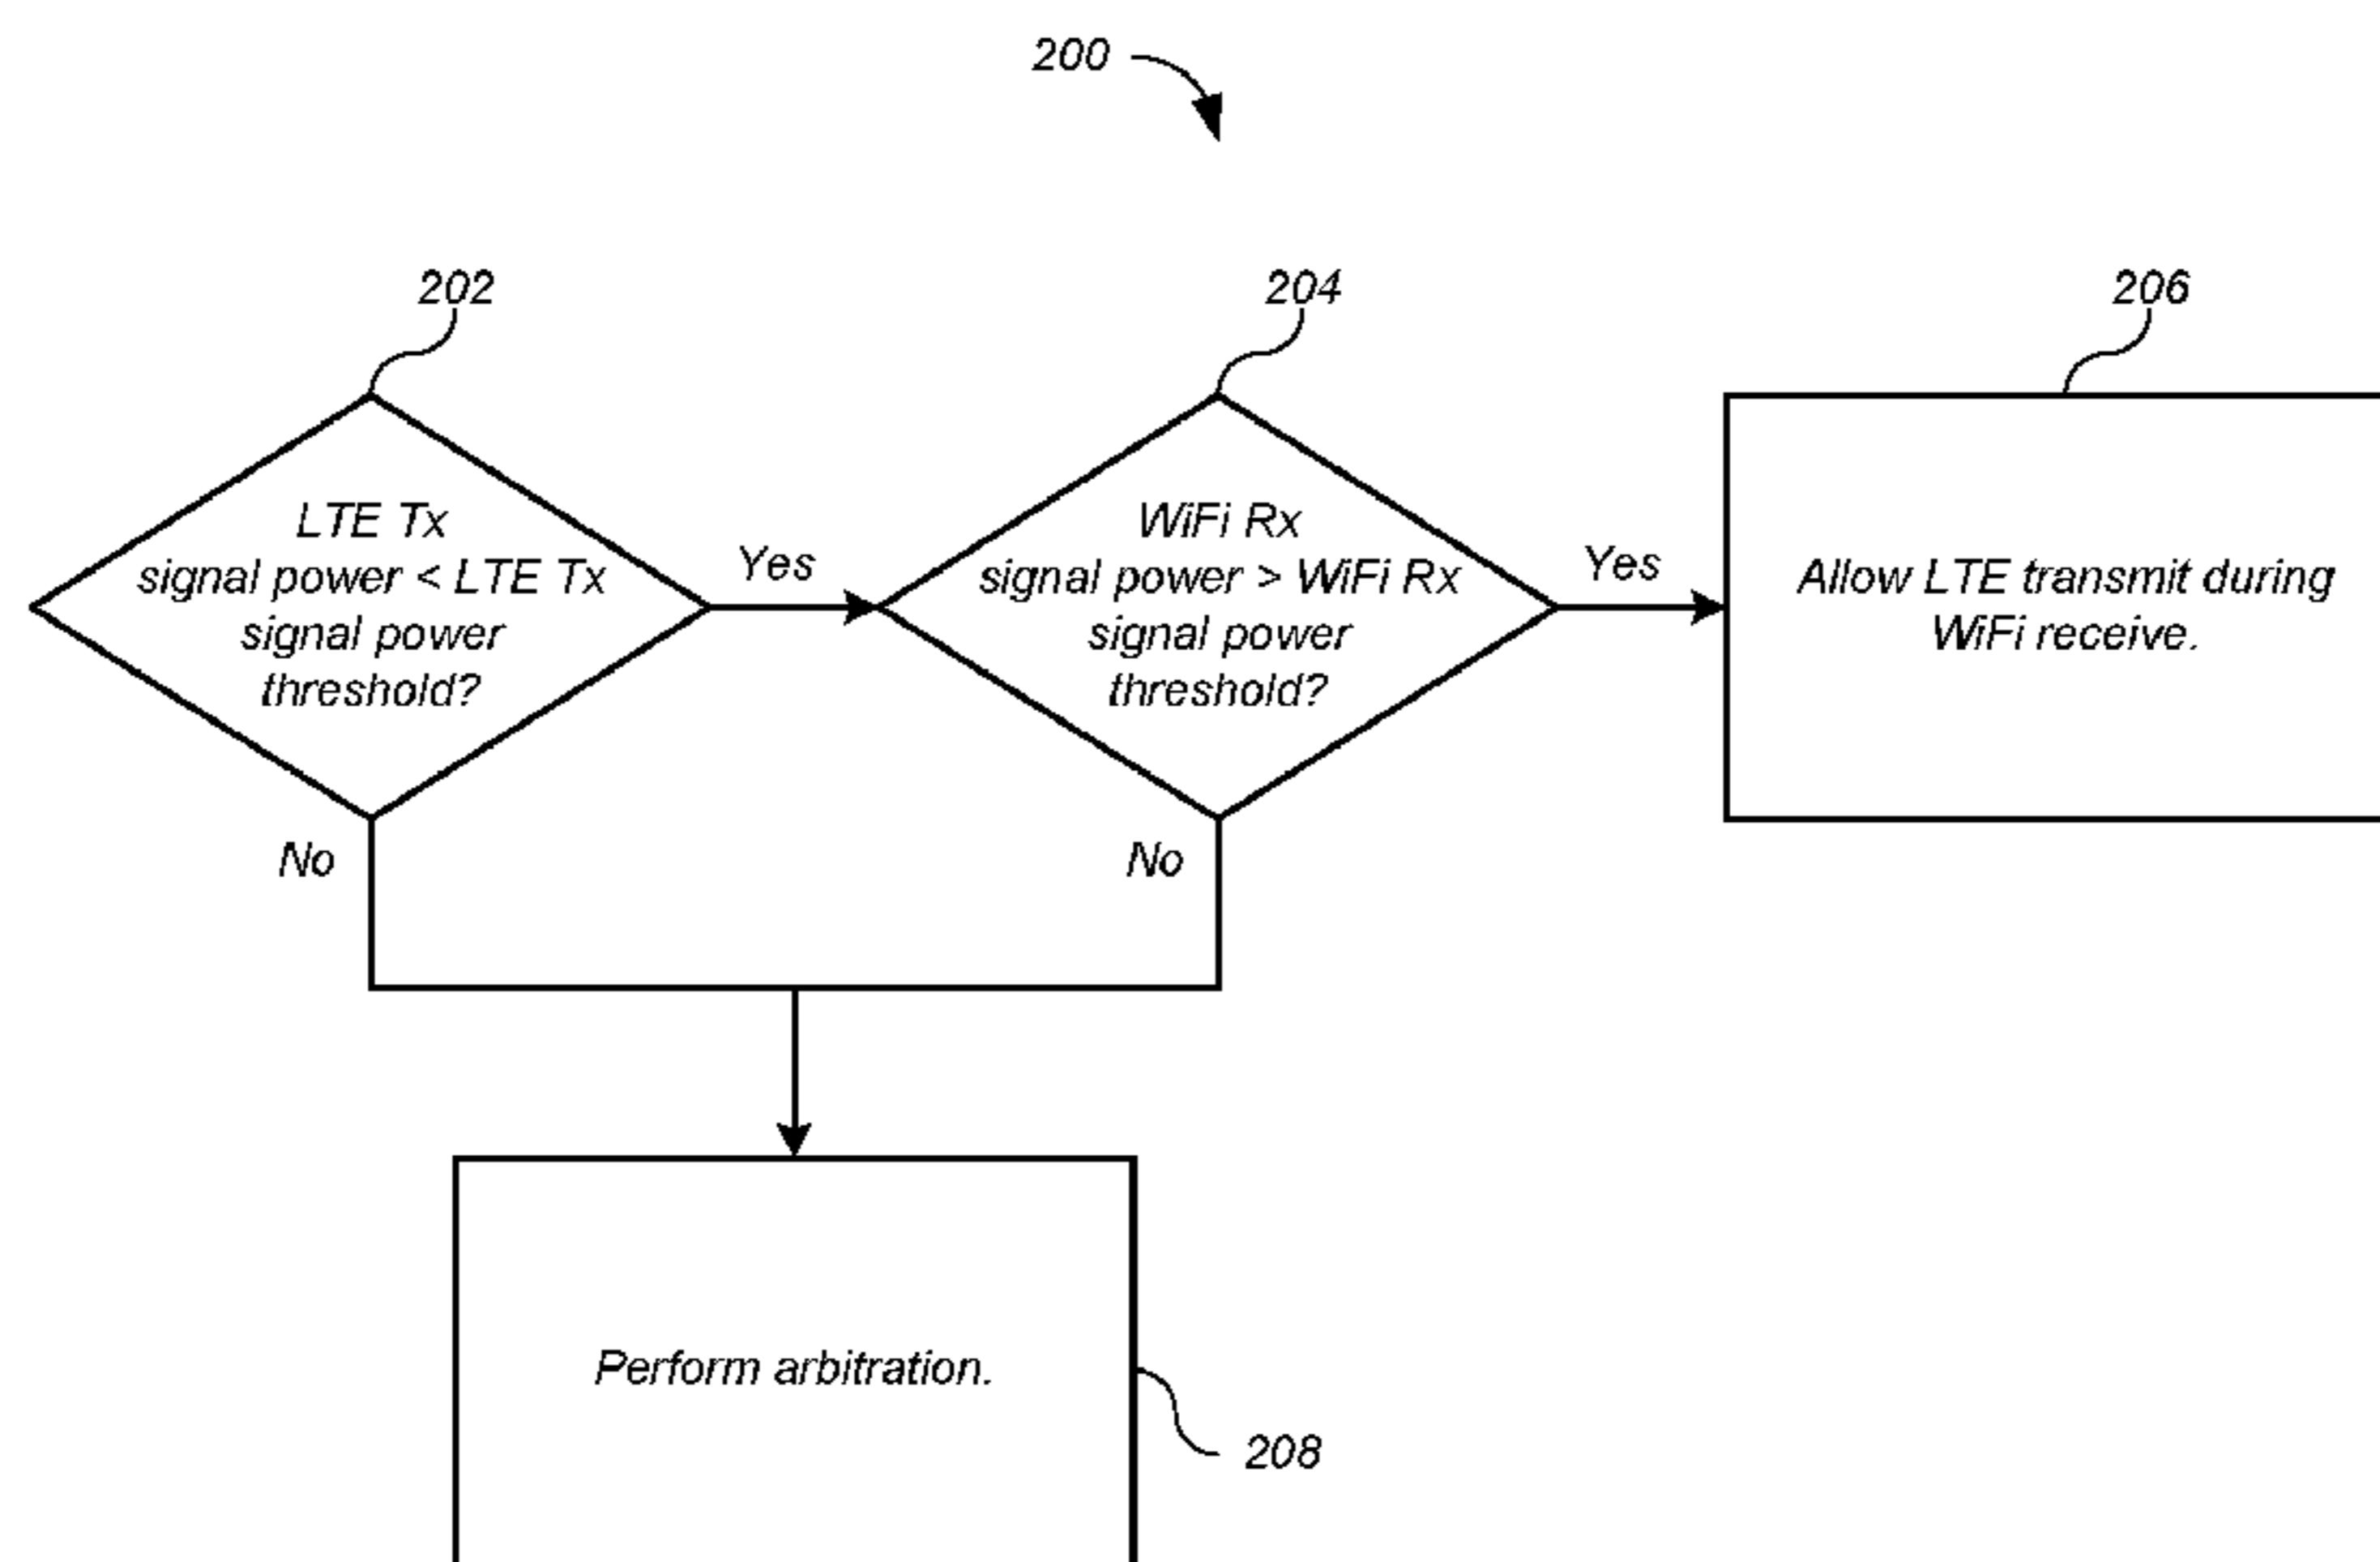 200
202
204
206
LTE Tx
signal power < LTE Tx
signal power
threshold?
Yes
WiFi Rx
signal power > WiFi Rx
signal power
threshold?
Yes
Allow LTE transmit during
WiFi receive.
No
No
Perform arbitration.
208